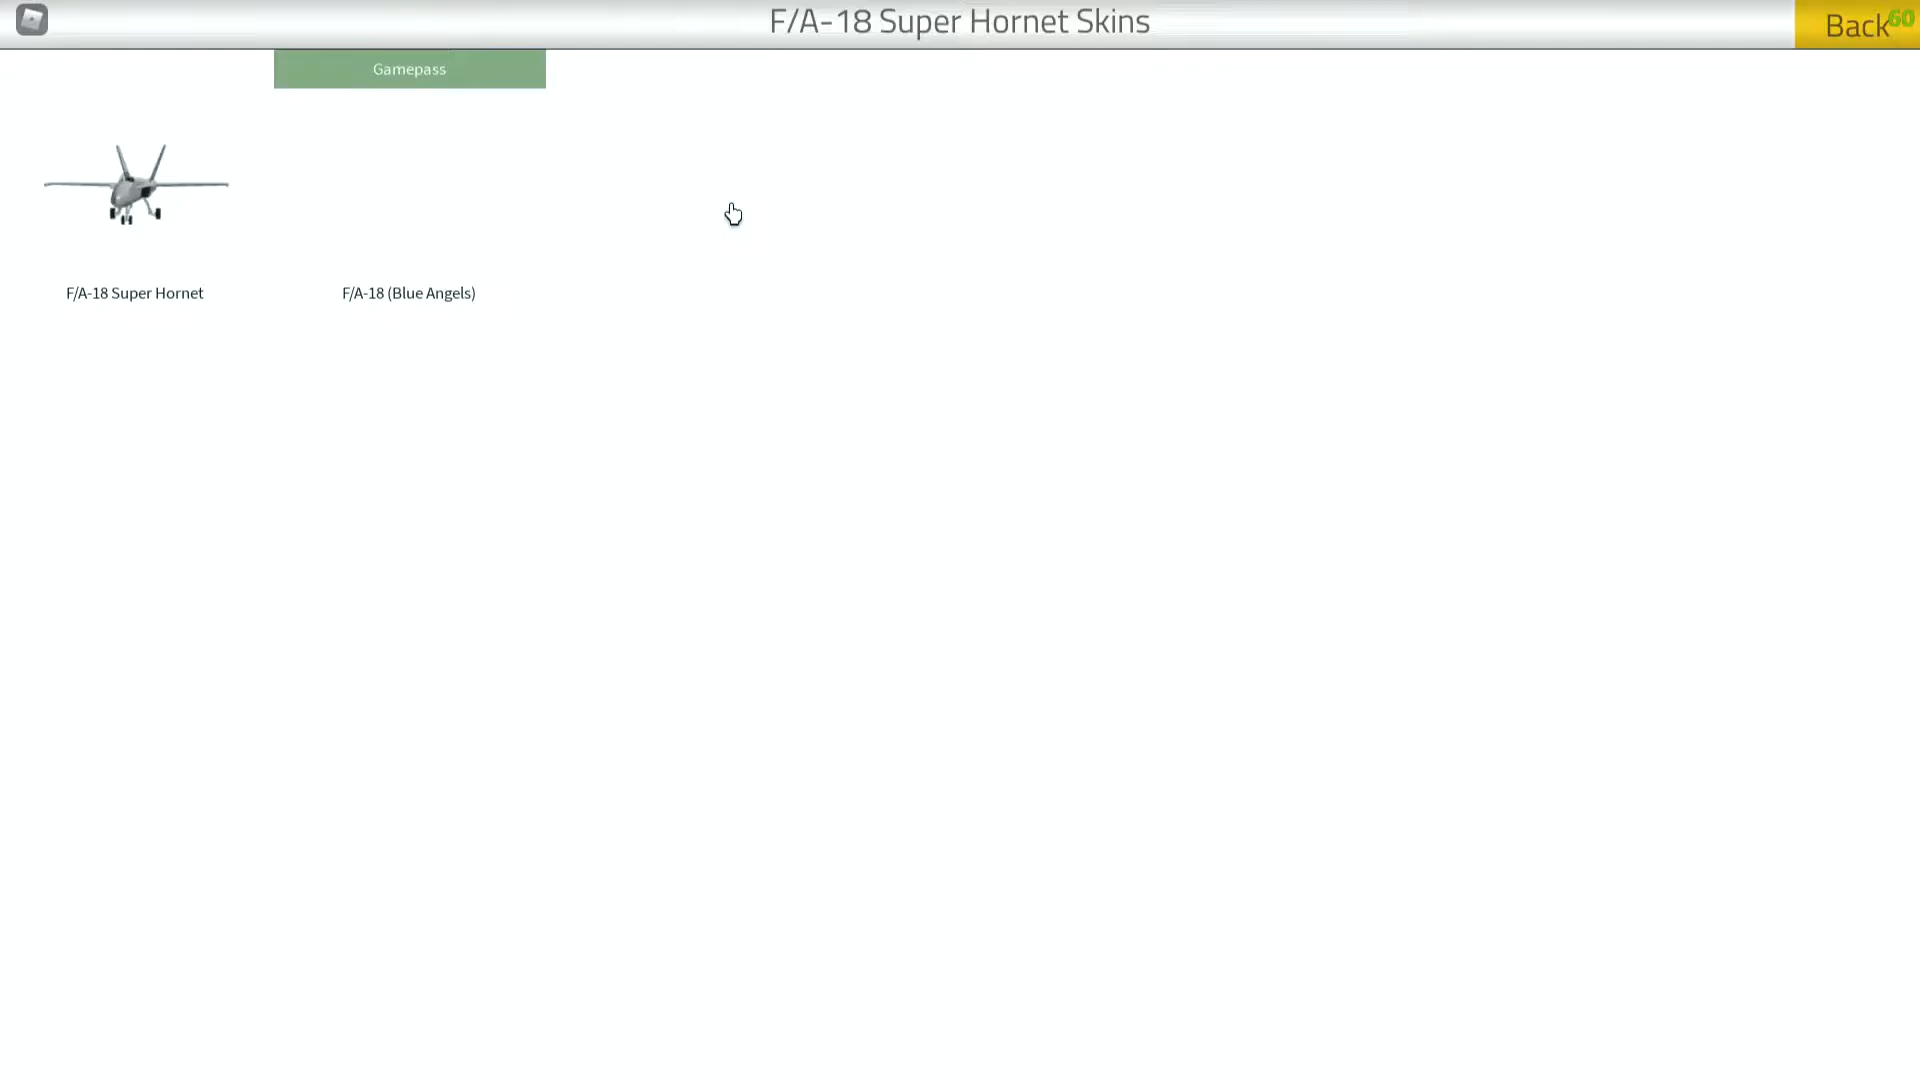 F/A-18 Super Hornet Skins
Back
60
Gamepass
F/A-18 Super Hornet
F/A-18 (Blue Angels)